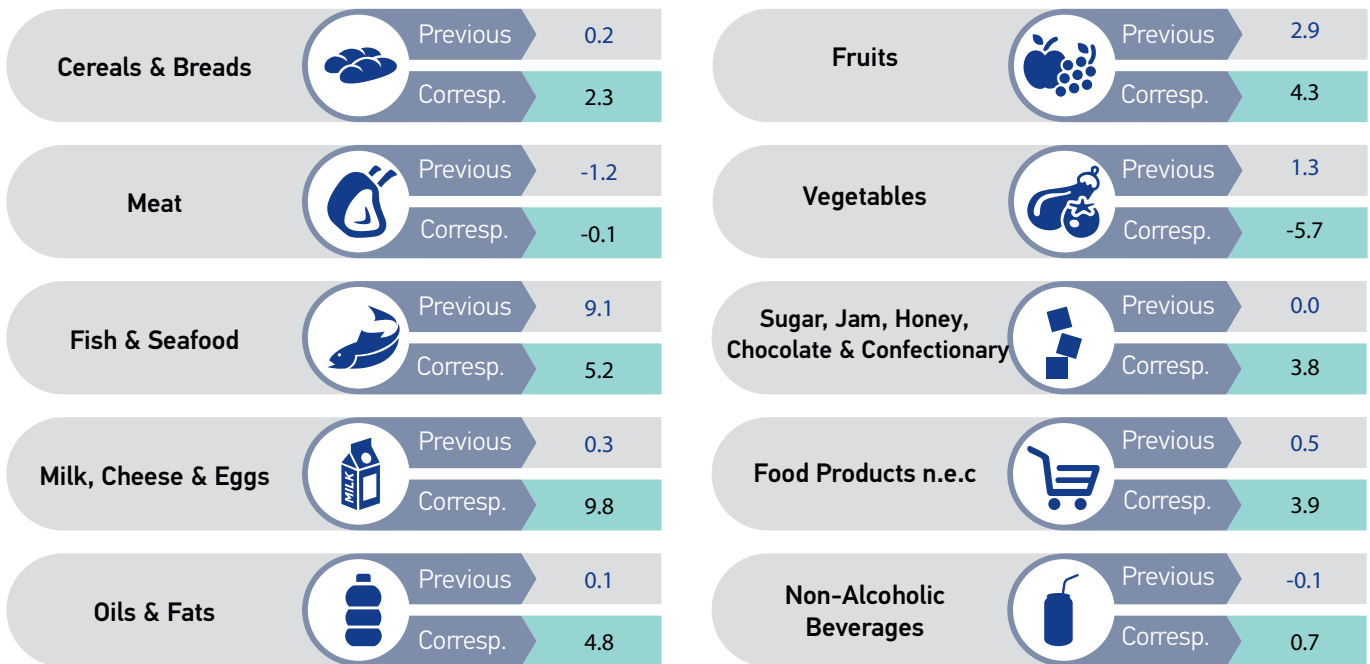 Cereals & Breads
Previous 0.2
Corresp. 2.3
Meat
Previous -1.2
Corresp. -0.1
Fish & Seafood
Previous 9.1
Corresp. 5.2
Milk, Cheese & Eggs
MILK
Previous 0.3
Corresp. 9.8
Oils & Fats
Previous 0.1
Corresp. 4.8
Fruits
Previous 2.9
Corresp. 4.3
Vegetables
Previous 1.3
Corresp. -5.7
Sugar, Jam, Honey,
Chocolate & Confectionary
Previous 0.0
Corresp. 3.8
Food Products n.e.c
Previous 0.5
Corresp. 3.9
Non-Alcoholic
Beverages
Previous -0.1
Corresp. 0.7